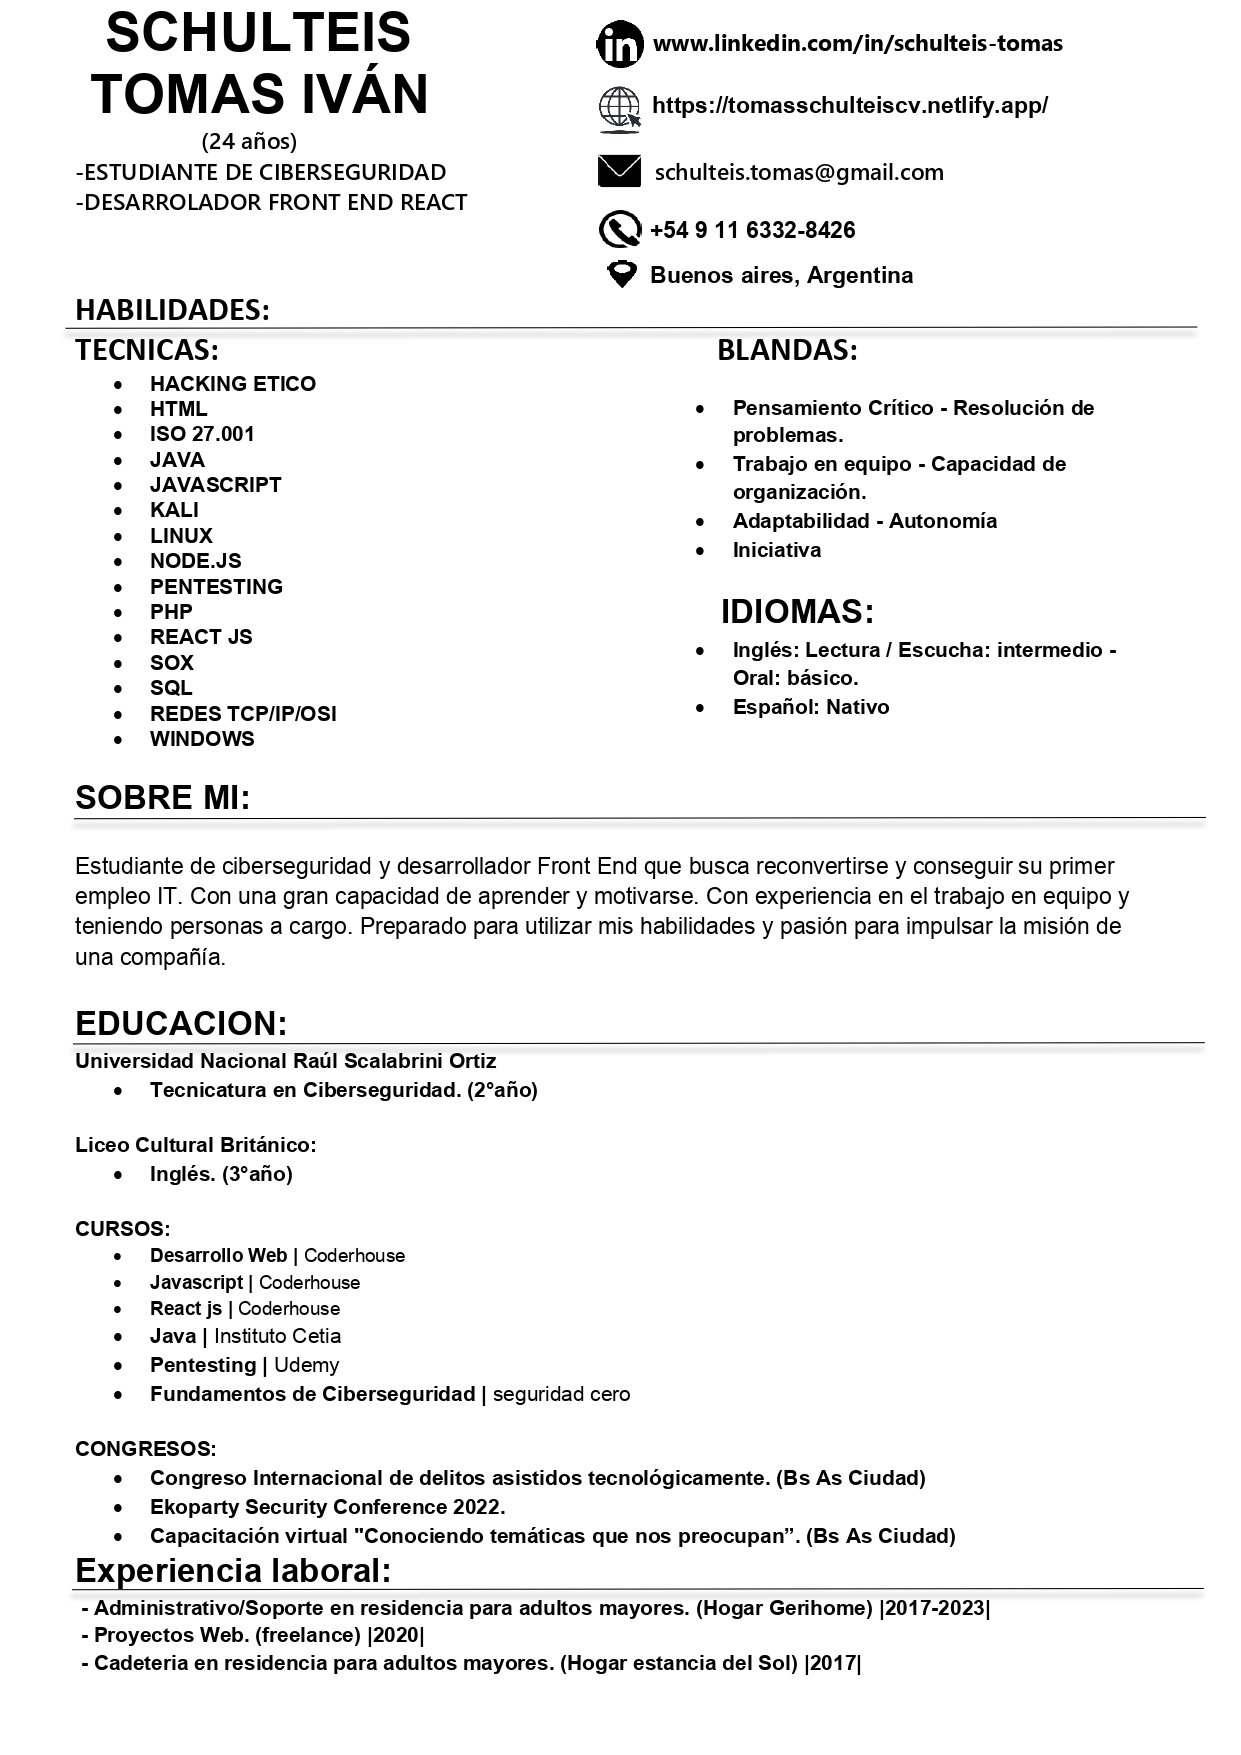 SCHULTEIS
TOMAS IVÁN
(24 años)
-ESTUDIANTE DE CIBERSEGURIDAD
-DESARROLADOR FRONT END REACT
www.linkedin.com/in/schulteis-tomas
https://tomasschulteiscv.netlify.app/
schulteis.tomas@gmail.com
+54 9 11 6332-8426
Buenos aires, Argentina
HABILIDADES:
TECNICAS:
• HACKING ETICO
• HTML
• ISO 27.001
• JAVA
• JAVASCRIPT
• KALI
• LINUX
• NODE.JS
• PENTESTING
• PHP
• REACT JS
• SOX
• SQL
• REDES TCP/IP/OSI
• WINDOWS
BLANDAS:
• Pensamiento Crítico - Resolución de
problemas.
• Trabajo en equipo - Capacidad de
organización.
• Adaptabilidad - Autonomía
• Iniciativa
IDIOMAS:
• Inglés: Lectura / Escucha: intermedio -
Oral: básico.
• Español: Nativo
SOBRE MI:
Estudiante de ciberseguridad y desarrollador Front End que busca reconvertirse y conseguir su primer
empleo IT. Con una gran capacidad de aprender y motivarse. Con experiencia en el trabajo en equipo y
teniendo personas a cargo. Preparado para utilizar mis habilidades y pasión para impulsar la misión de
una compañía.
EDUCACION:
Universidad Nacional Raúl Scalabrini Ortiz
• Tecnicatura en Ciberseguridad. (2°año)
Liceo Cultural Británico:
• Inglés. (3°año)
CURSOS:
• Desarrollo Web | Coderhouse
• Javascript | Coderhouse
• React js | Coderhouse
• Java | Instituto Cetia
• Pentesting | Udemy
• Fundamentos de Ciberseguridad | seguridad cero
CONGRESOS:
• Congreso Internacional de delitos asistidos tecnológicamente. (Bs As Ciudad)
• Ekoparty Security Conference 2022.
• Capacitación virtual "Conociendo temáticas que nos preocupan”. (Bs As Ciudad)
Experiencia laboral:
- Administrativo/Soporte en residencia para adultos mayores. (Hogar Gerihome) |2017-2023|
- Proyectos Web. (freelance) |2020|
- Cadeteria en residencia para adultos mayores. (Hogar estancia del Sol) |2017|